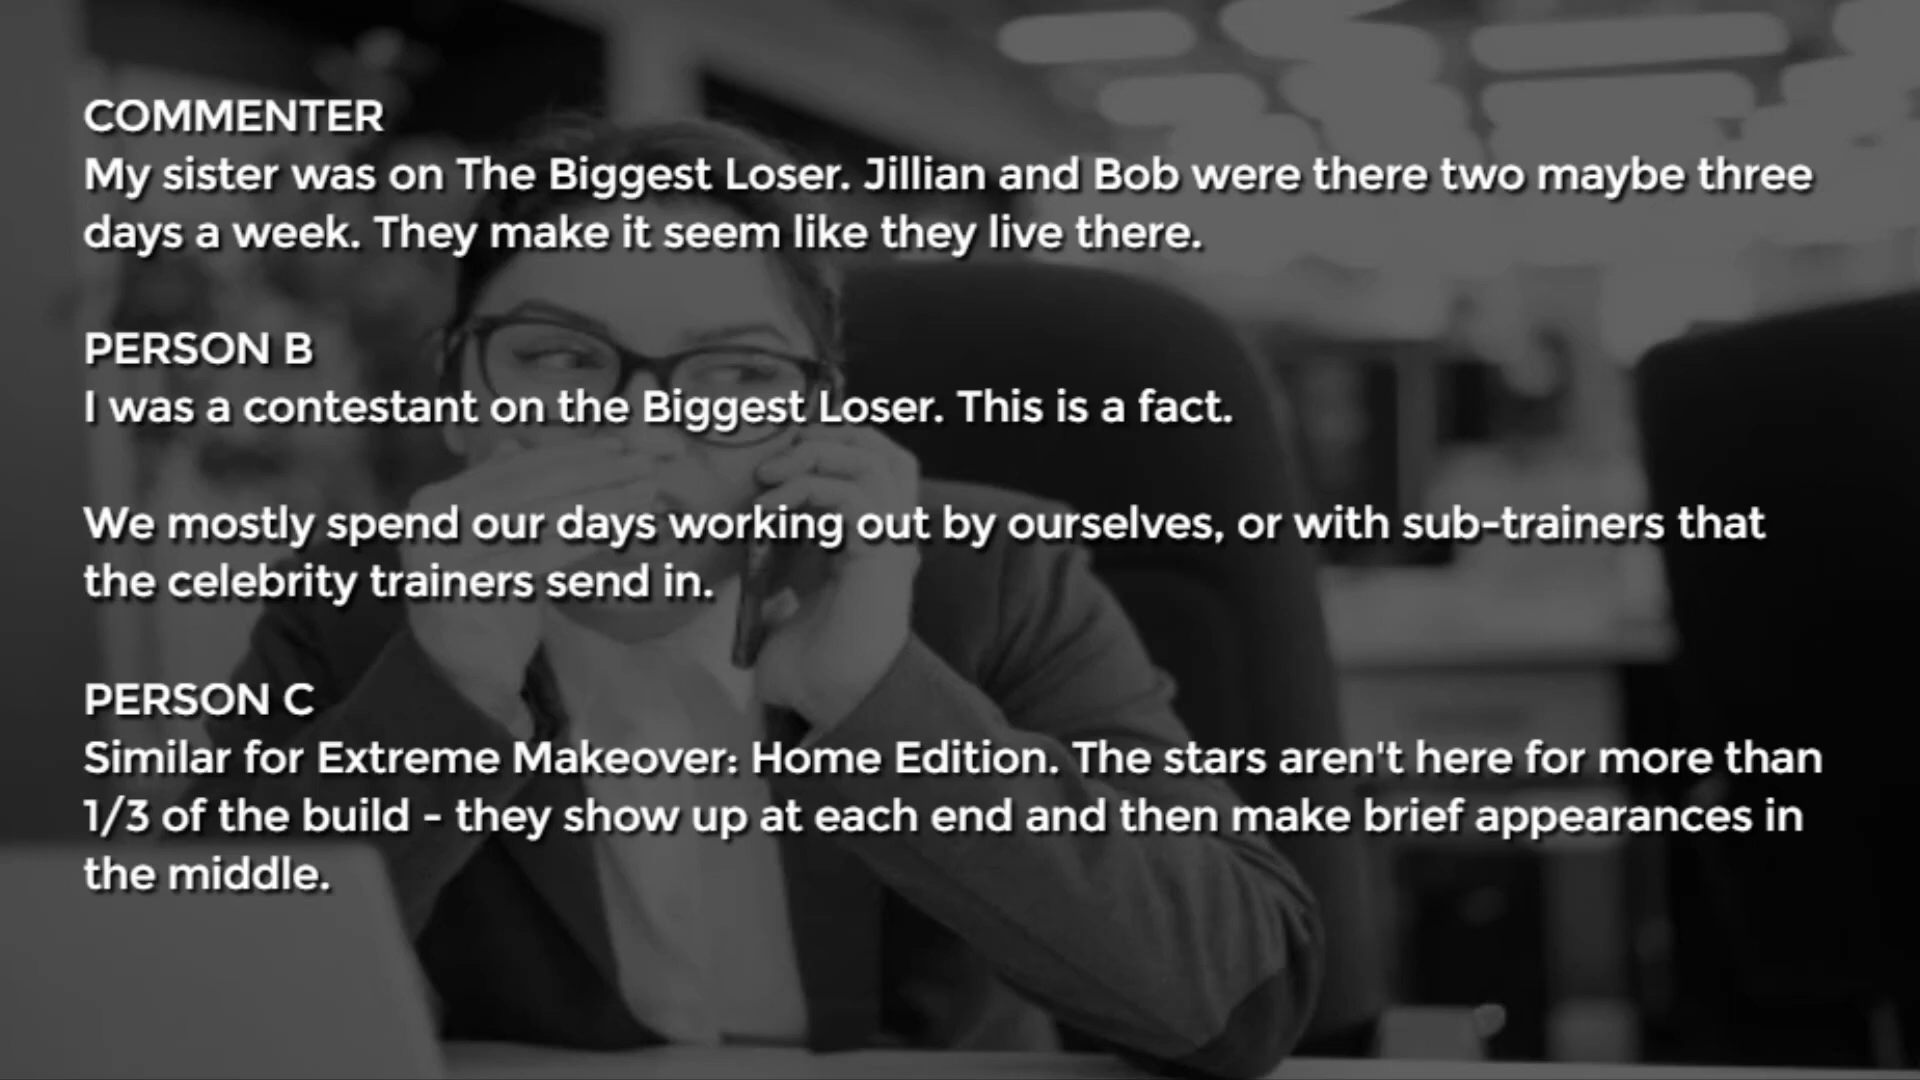 COMMENTER
My sister was on The Biggest Loser. Jillian and Bob were there two maybe three
days a week. They make it seem like they live there.
PERSON B
I was a contestant on the Biggest Loser. This is a fact.
We mostly spend our days working out by ourselves, or with sub-trainers that
the celebrity trainers send in.
PERSON C
Similar for Extreme Makeover: Home Edition. The stars aren't here for more than
1/3 of the build - they show up at each end and then make brief appearances in
the middle.